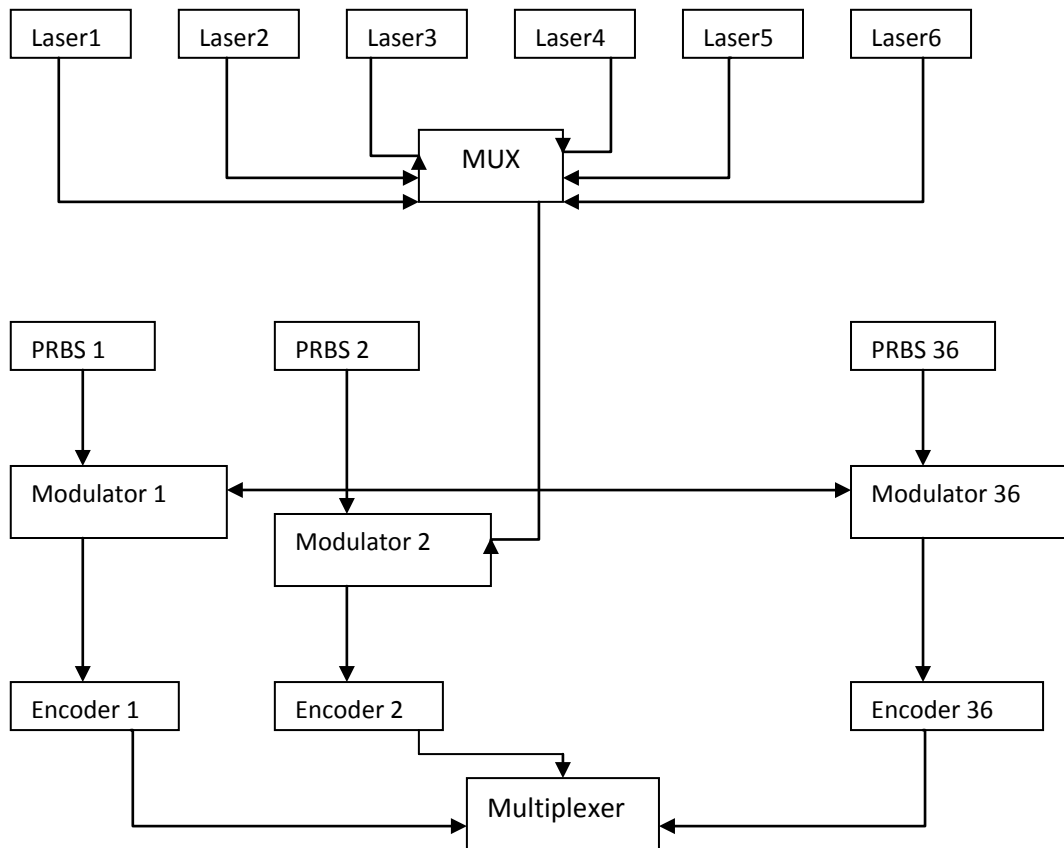 Laser1
Laser2
Laser3
Laser4
Laser5
Laser6
MUX
PRBS 1
PRBS 2
PRBS 36
Modulator 1
Modulator 2
Modulator 36
Encoder 1
Encoder 2
Encoder 36
Multiplexer